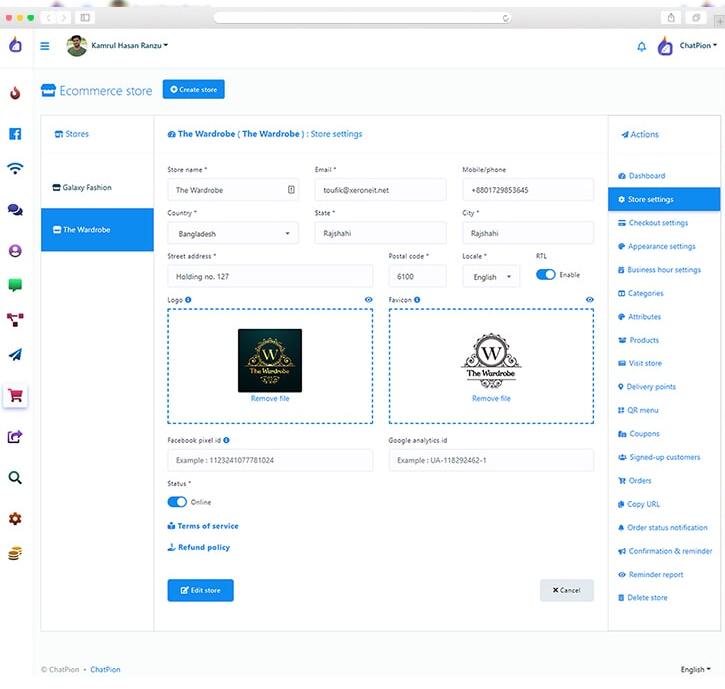 Kamrul Hasan Ranzu
ChatPion
Ecommerce store
Create store
Stores
Galaxy Fashion
The Wardrobe
The Wardrobe ( The Wardrobe ) : Store settings
Store name *
Email *
Mobile/phone
The Wardrobe
toufik@xeroneit.net
+8801729853645
Country *
State *
City *
Bangladesh
Rajshahi
Rajshahi
Street address *
Postal code *
Locale *
RTL
Holding no. 127
6100
English
Enable
Logo
Favicon
W
The Wardrobe
Remove file
W
The Wardrobe
Remove file
Facebook pixel id
Google analytics id
Example : 1123241077781024
Example : UA-118292462-1
Status *
Online
Terms of service
Refund policy
Edit store
Cancel
Actions
Dashboard
Store settings
Checkout settings
Appearance settings
Business hour settings
Categories
Attributes
Products
Visit store
Delivery points
QR menu
Coupons
Signed-up customers
Orders
Copy URL
Order status notification
Confirmation & reminder
Reminder report
Delete store
© ChatPion • ChatPion
English